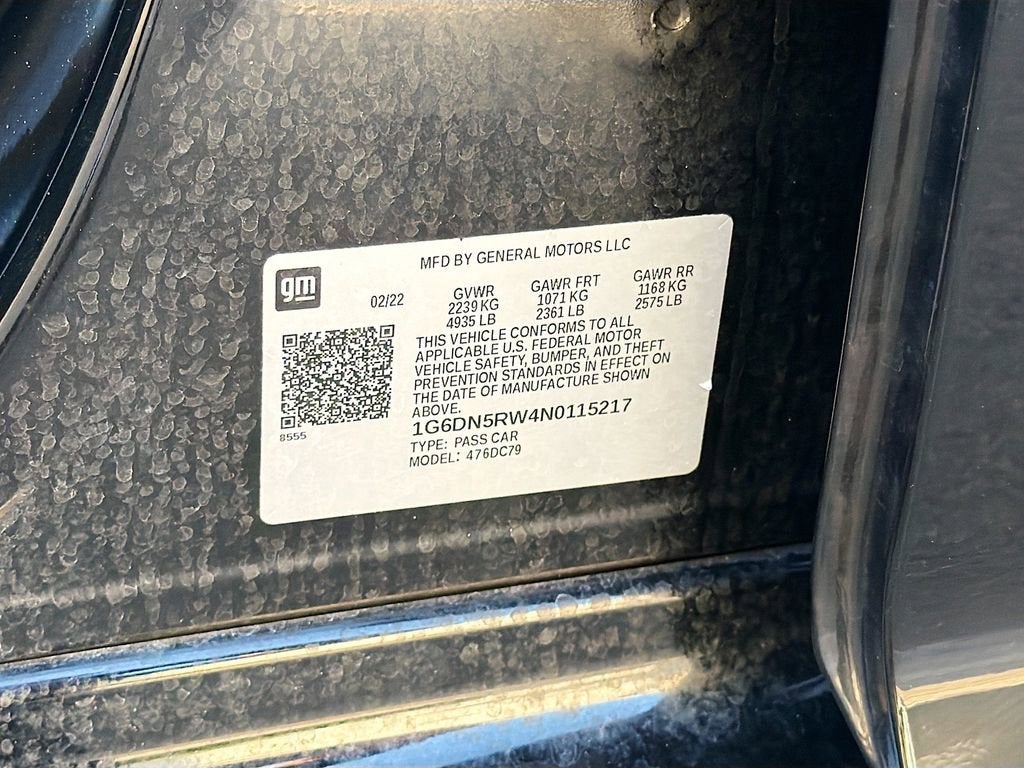 MFD BY GENERAL MOTORS LLC
gm
02/22
GVWR
2239 KG
4935 LB
GAWR FRT
1071 KG
2361 LB
GAWR RR
1168 KG
2575 LB
THIS VEHICLE CONFORMS TO ALL
APPLICABLE U.S. FEDERAL MOTOR
VEHICLE SAFETY, BUMPER, AND THEFT
PREVENTION STANDARDS IN EFFECT ON
THE DATE OF MANUFACTURE SHOWN
ABOVE.
8555
1G6DN5RW4N0115217
TYPE: PASS CAR
MODEL: 476DC79